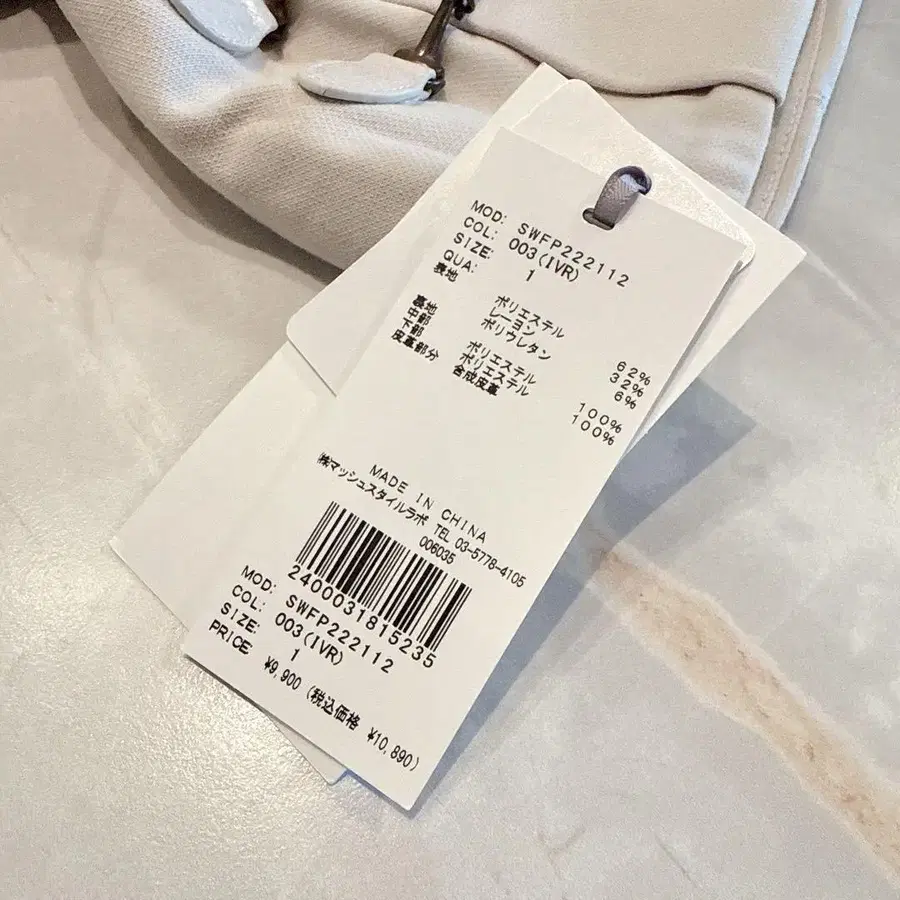 MOD: SWFP222112
COL: 003(IVR)
SIZE: 1
QUA:
表地 ポリエステル 62%
レーヨン 32%
ポリウレタン 6%
裏地
中部 ポリエステル 100%
下部 ポリエステル 100%
皮革部分 合成皮革
MADE IN CHINA
㈱マッシュスタイルラボ TEL 03-5778-4105
006035
2400031815235
MOD: SWFP222112
COL: 003(IVR)
SIZE: 1
PRICE: ¥9,900 (税込価格 ¥10,890)